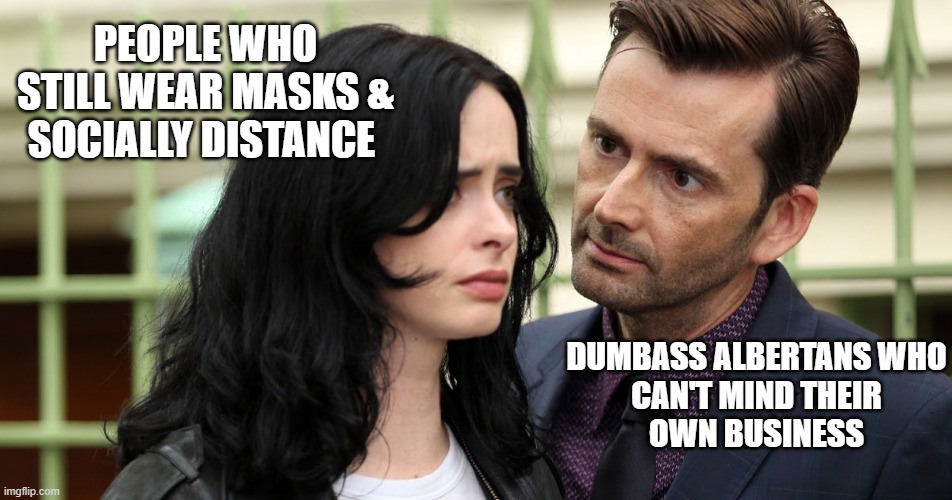 PEOPLE WHO
STILL WEAR MASKS &
SOCIALLY DISTANCE
DUMBASS ALBERTANS WHO
CAN'T MIND THEIR
OWN BUSINESS
imgflip.com